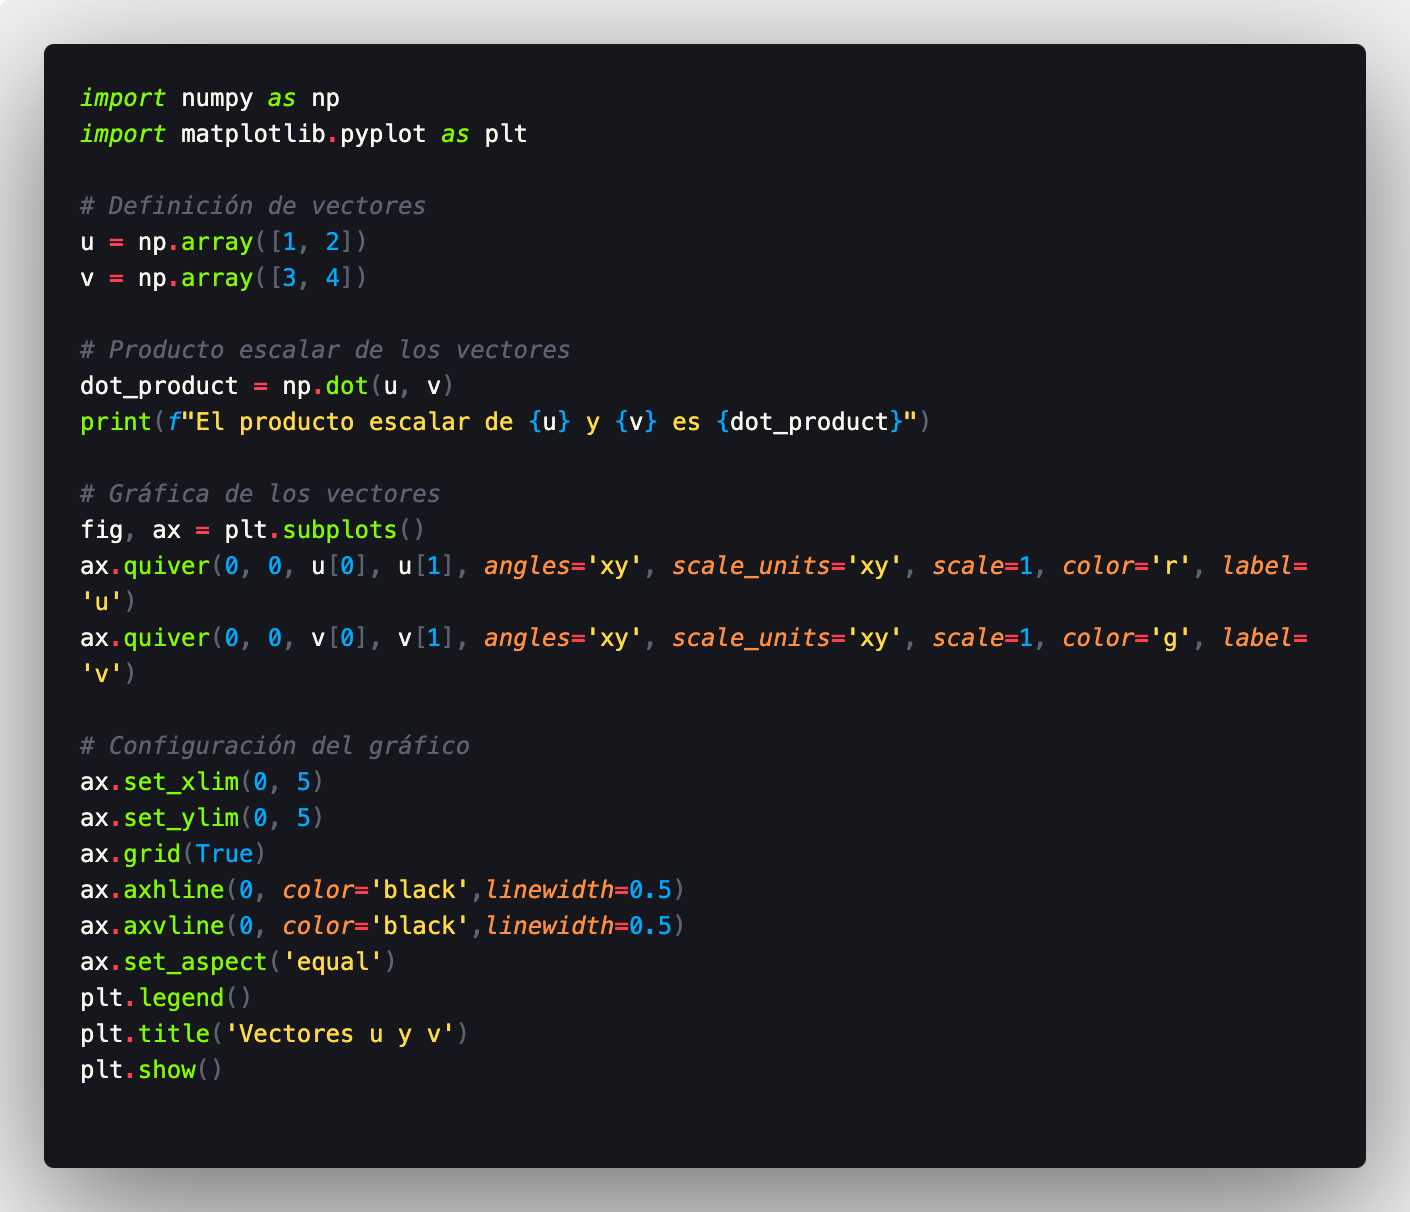 import numpy as np
import matplotlib.pyplot as plt

# Definición de vectores
u = np.array([1, 2])
v = np.array([3, 4])

# Producto escalar de los vectores
dot_product = np.dot(u, v)
print(f"El producto escalar de {u} y {v} es {dot_product}")

# Gráfica de los vectores
fig, ax = plt.subplots()
ax.quiver(0, 0, u[0], u[1], angles='xy', scale_units='xy', scale=1, color='r', label=
'u')
ax.quiver(0, 0, v[0], v[1], angles='xy', scale_units='xy', scale=1, color='g', label=
'v')

# Configuración del gráfico
ax.set_xlim(0, 5)
ax.set_ylim(0, 5)
ax.grid(True)
ax.axhline(0, color='black',linewidth=0.5)
ax.axvline(0, color='black',linewidth=0.5)
ax.set_aspect('equal')
plt.legend()
plt.title('Vectores u y v')
plt.show()